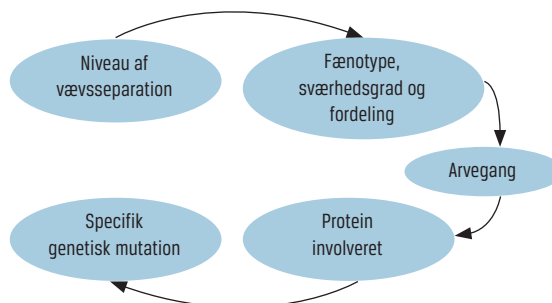 Niveau af
vævsseparation
Fænotype,
sværhedsgrad og
fordeling
Arvegang
Protein
involveret
Specifik
genetisk mutation